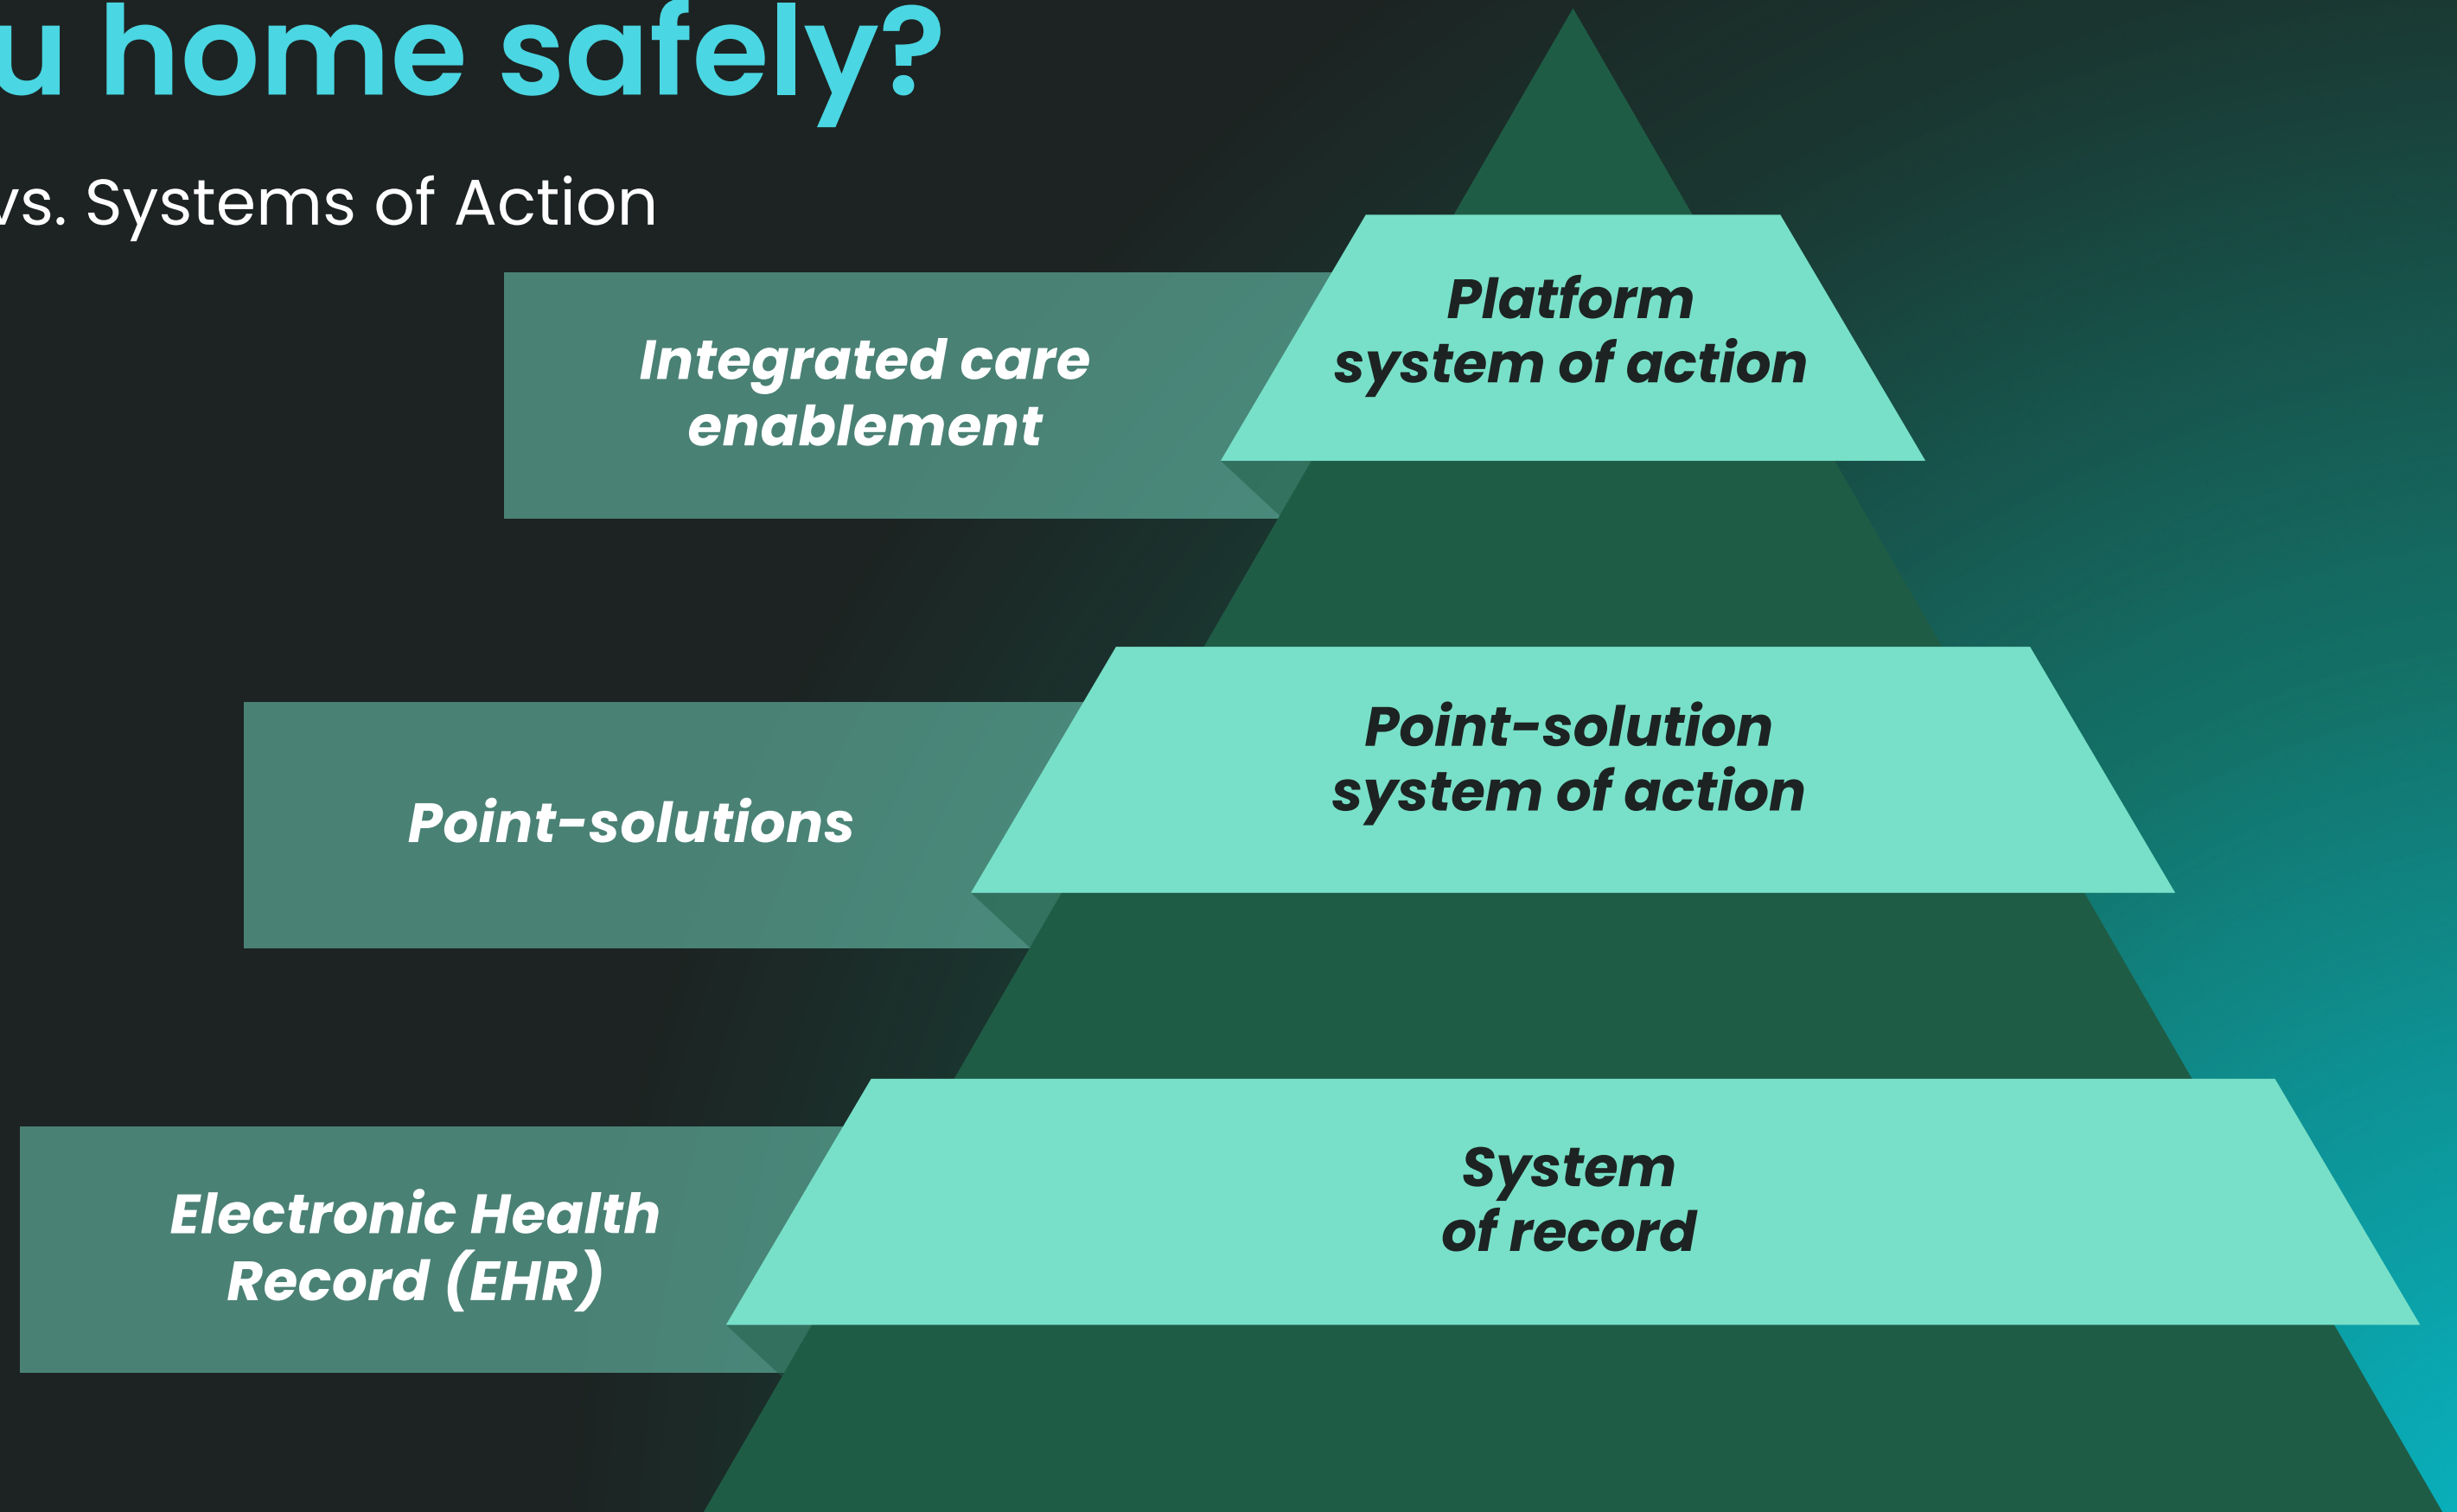 u home safely?
vs. Systems of Action
Integrated care
enablement
Platform
system of action
Point-solutions
Point-solution
system of action
Electronic Health
Record (EHR)
System
of record